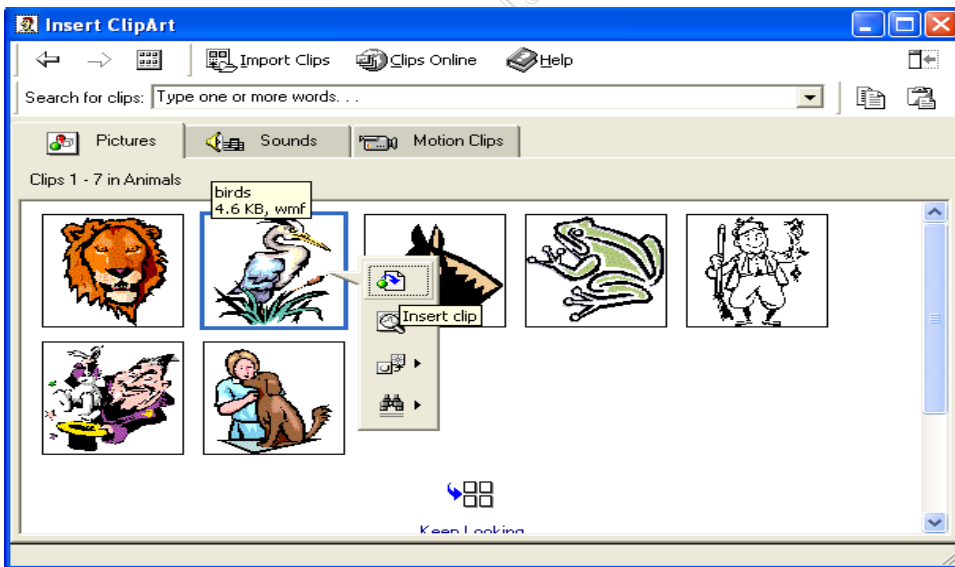 Insert ClipArt
Import Clips Clips Online Help
Search for clips: Type one or more words. . .
Pictures Sounds Motion Clips
Clips 1 - 7 in Animals
birds
4.6 KB, wmf
Insert clip
Keep Looking